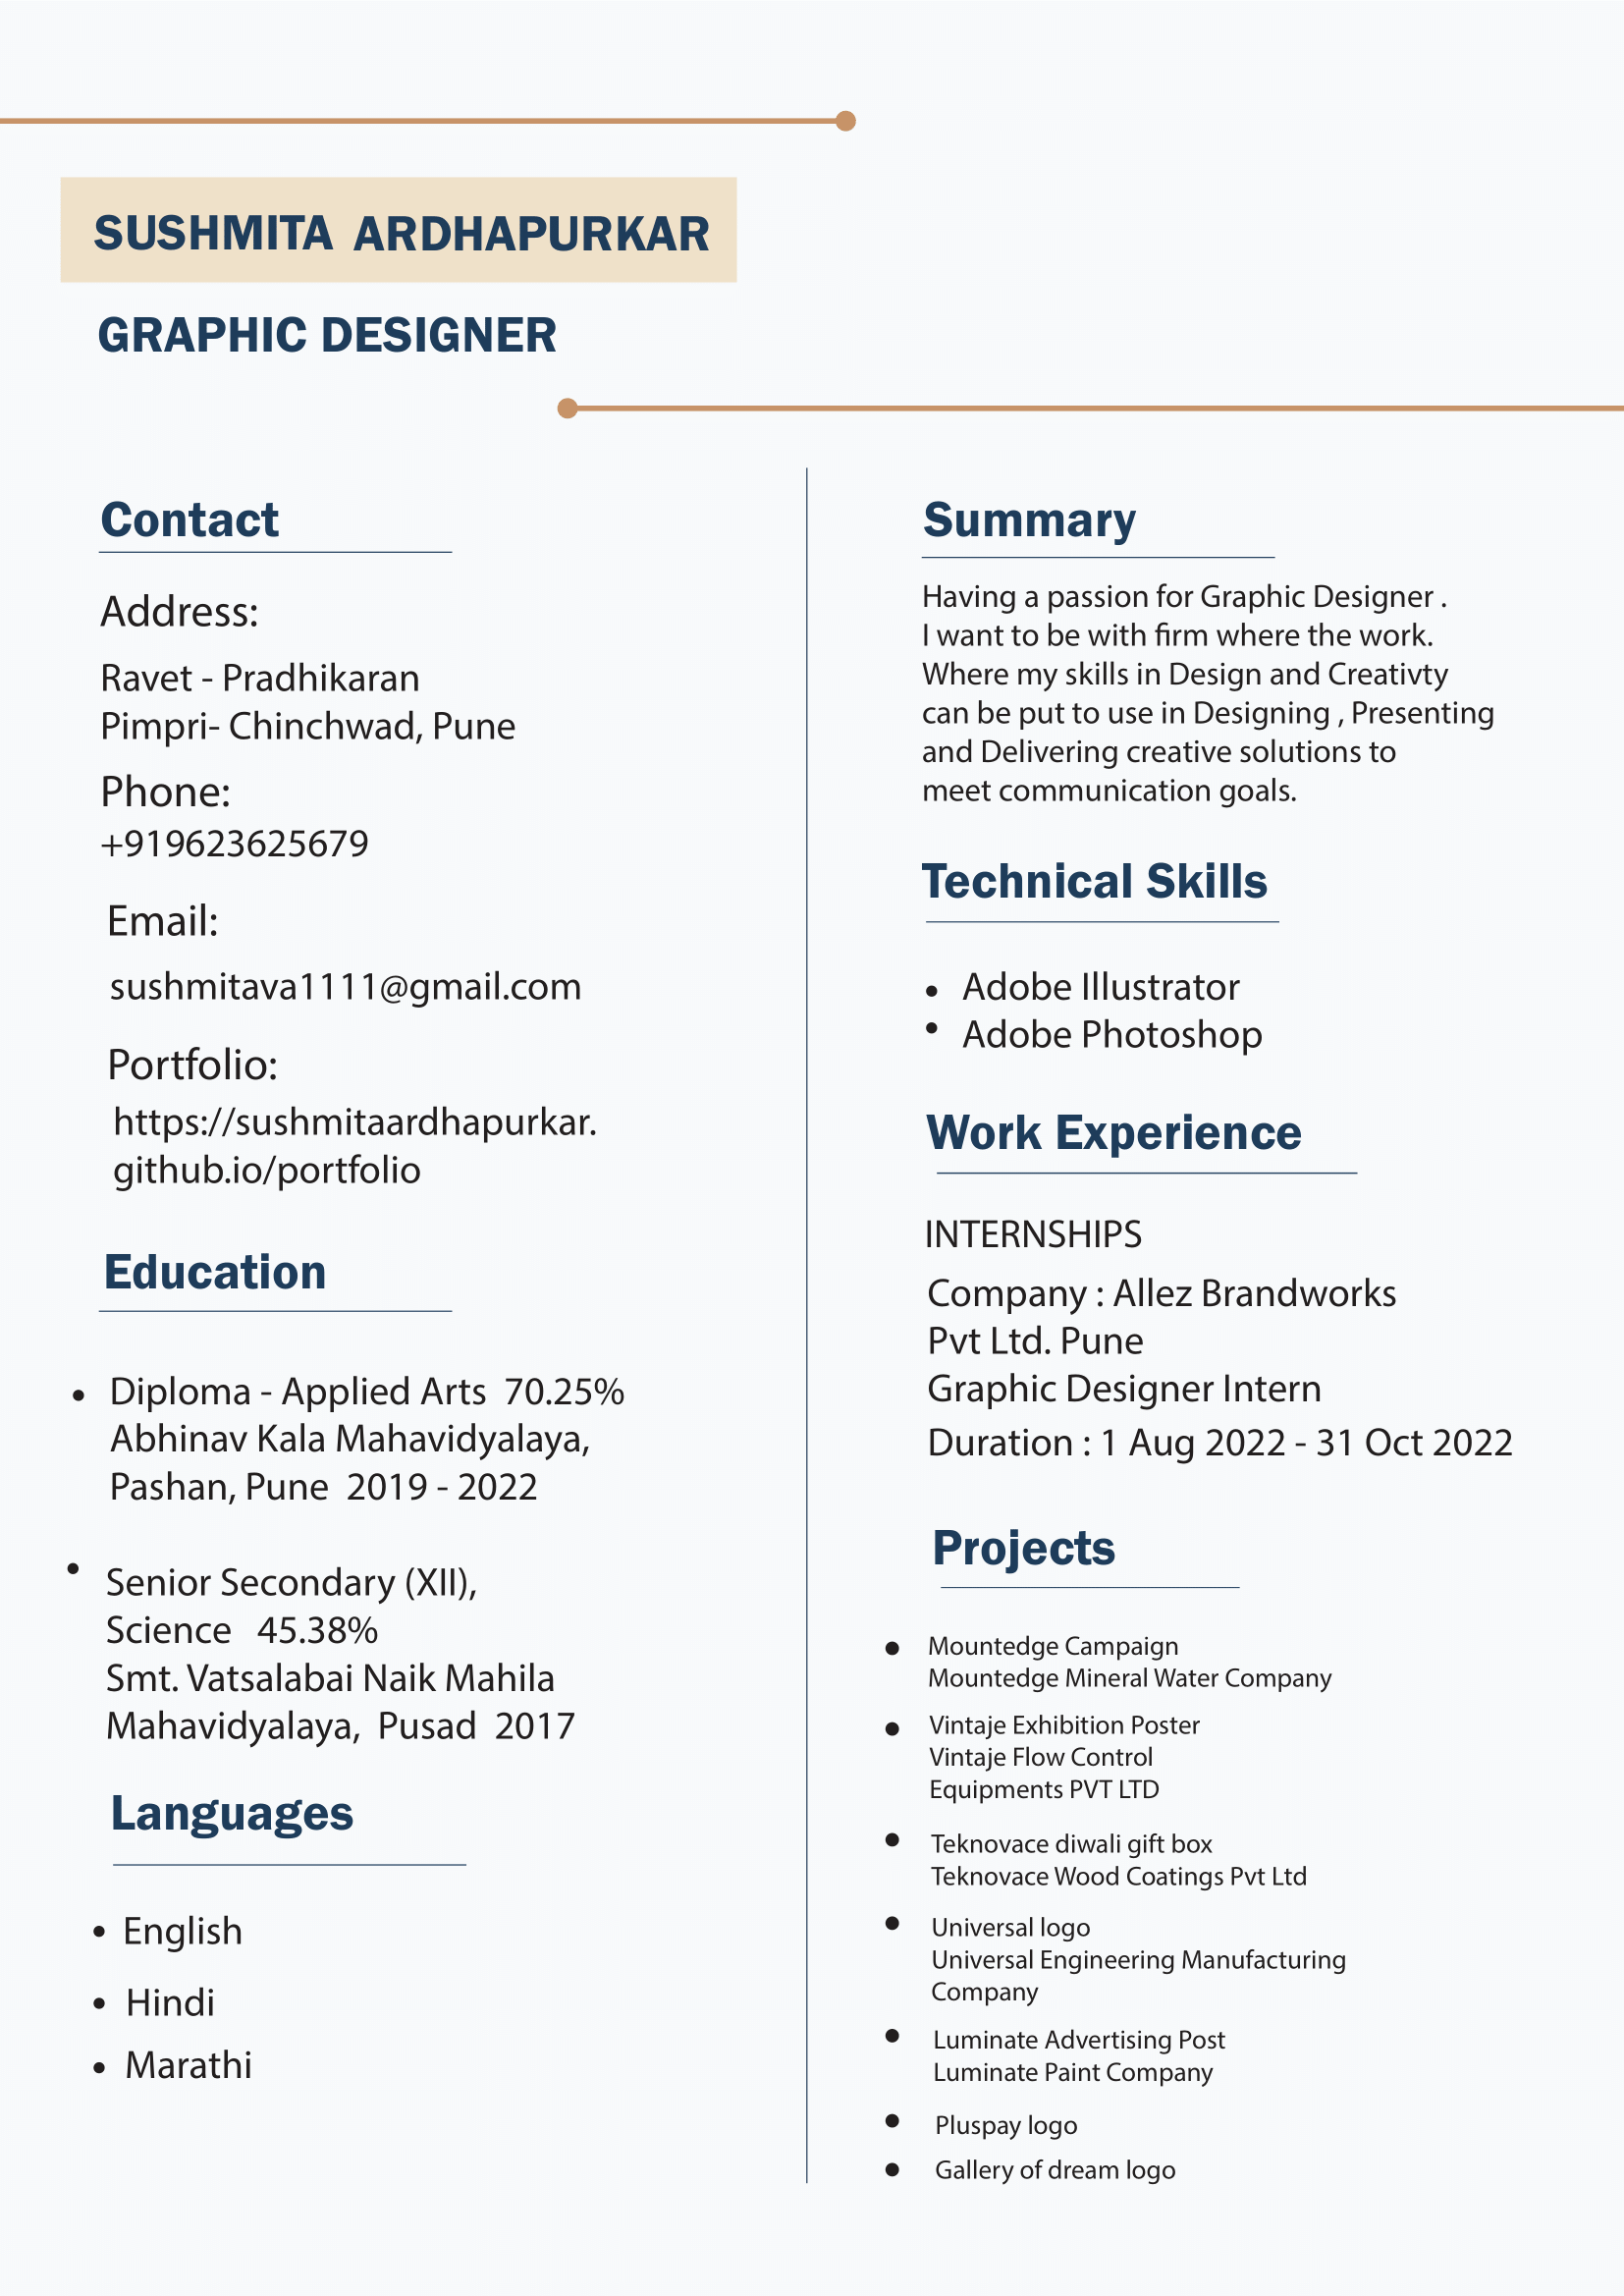 SUSHMITA ARDHAPURKAR
GRAPHIC DESIGNER
Contact
Address:
Ravet - Pradhikaran
Pimpri- Chinchwad, Pune
Phone:
+919623625679
Email:
sushmitava1111@gmail.com
Portfolio:
https://sushmitaardhapurkar.
github.io/portfolio
Education
• Diploma - Applied Arts 70.25%
Abhinav Kala Mahavidyalaya,
Pashan, Pune 2019 - 2022
• Senior Secondary (XII),
Science 45.38%
Smt. Vatsalabai Naik Mahila
Mahavidyalaya, Pusad 2017
Languages
• English
• Hindi
• Marathi
Summary
Having a passion for Graphic Designer .
I want to be with firm where the work.
Where my skills in Design and Creativty
can be put to use in Designing , Presenting
and Delivering creative solutions to
meet communication goals.
Technical Skills
• Adobe Illustrator
• Adobe Photoshop
Work Experience
INTERNSHIPS
Company : Allez Brandworks
Pvt Ltd. Pune
Graphic Designer Intern
Duration : 1 Aug 2022 - 31 Oct 2022
Projects
• Mountedge Campaign
Mountedge Mineral Water Company
• Vintaje Exhibition Poster
Vintaje Flow Control
Equipments PVT LTD
• Teknovace diwali gift box
Teknovace Wood Coatings Pvt Ltd
• Universal logo
Universal Engineering Manufacturing
Company
• Luminate Advertising Post
Luminate Paint Company
• Pluspay logo
• Gallery of dream logo